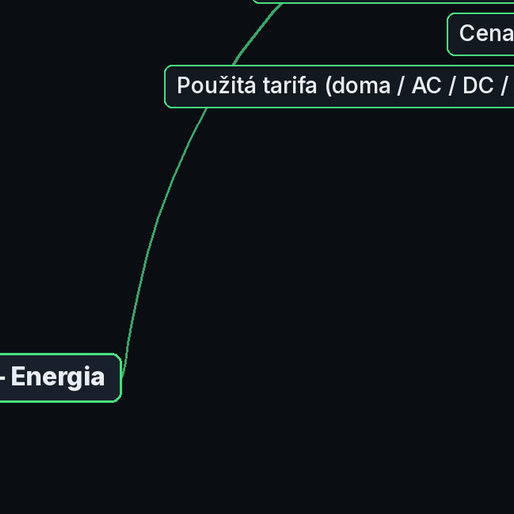 Cena
Použitá tarifa (doma / AC / DC /
- Energia